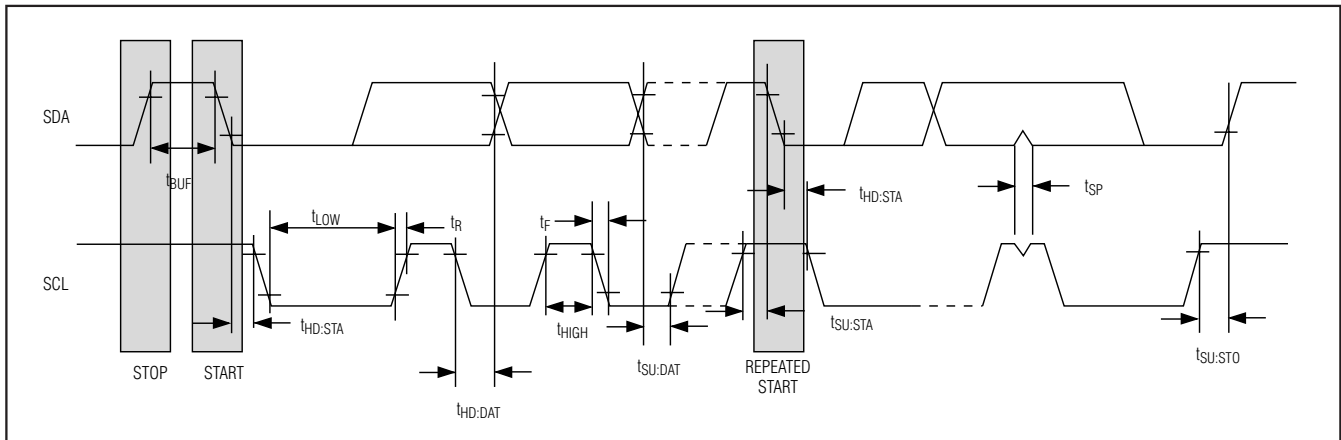 SDA
tBUF
tHD:STA
tSP
tLOW
tR
tF
SCL
tHD:STA
tHIGH
tSU:STA
tSU:DAT
tSU:STO
STOP
START
REPEATED
START
tHD:DAT